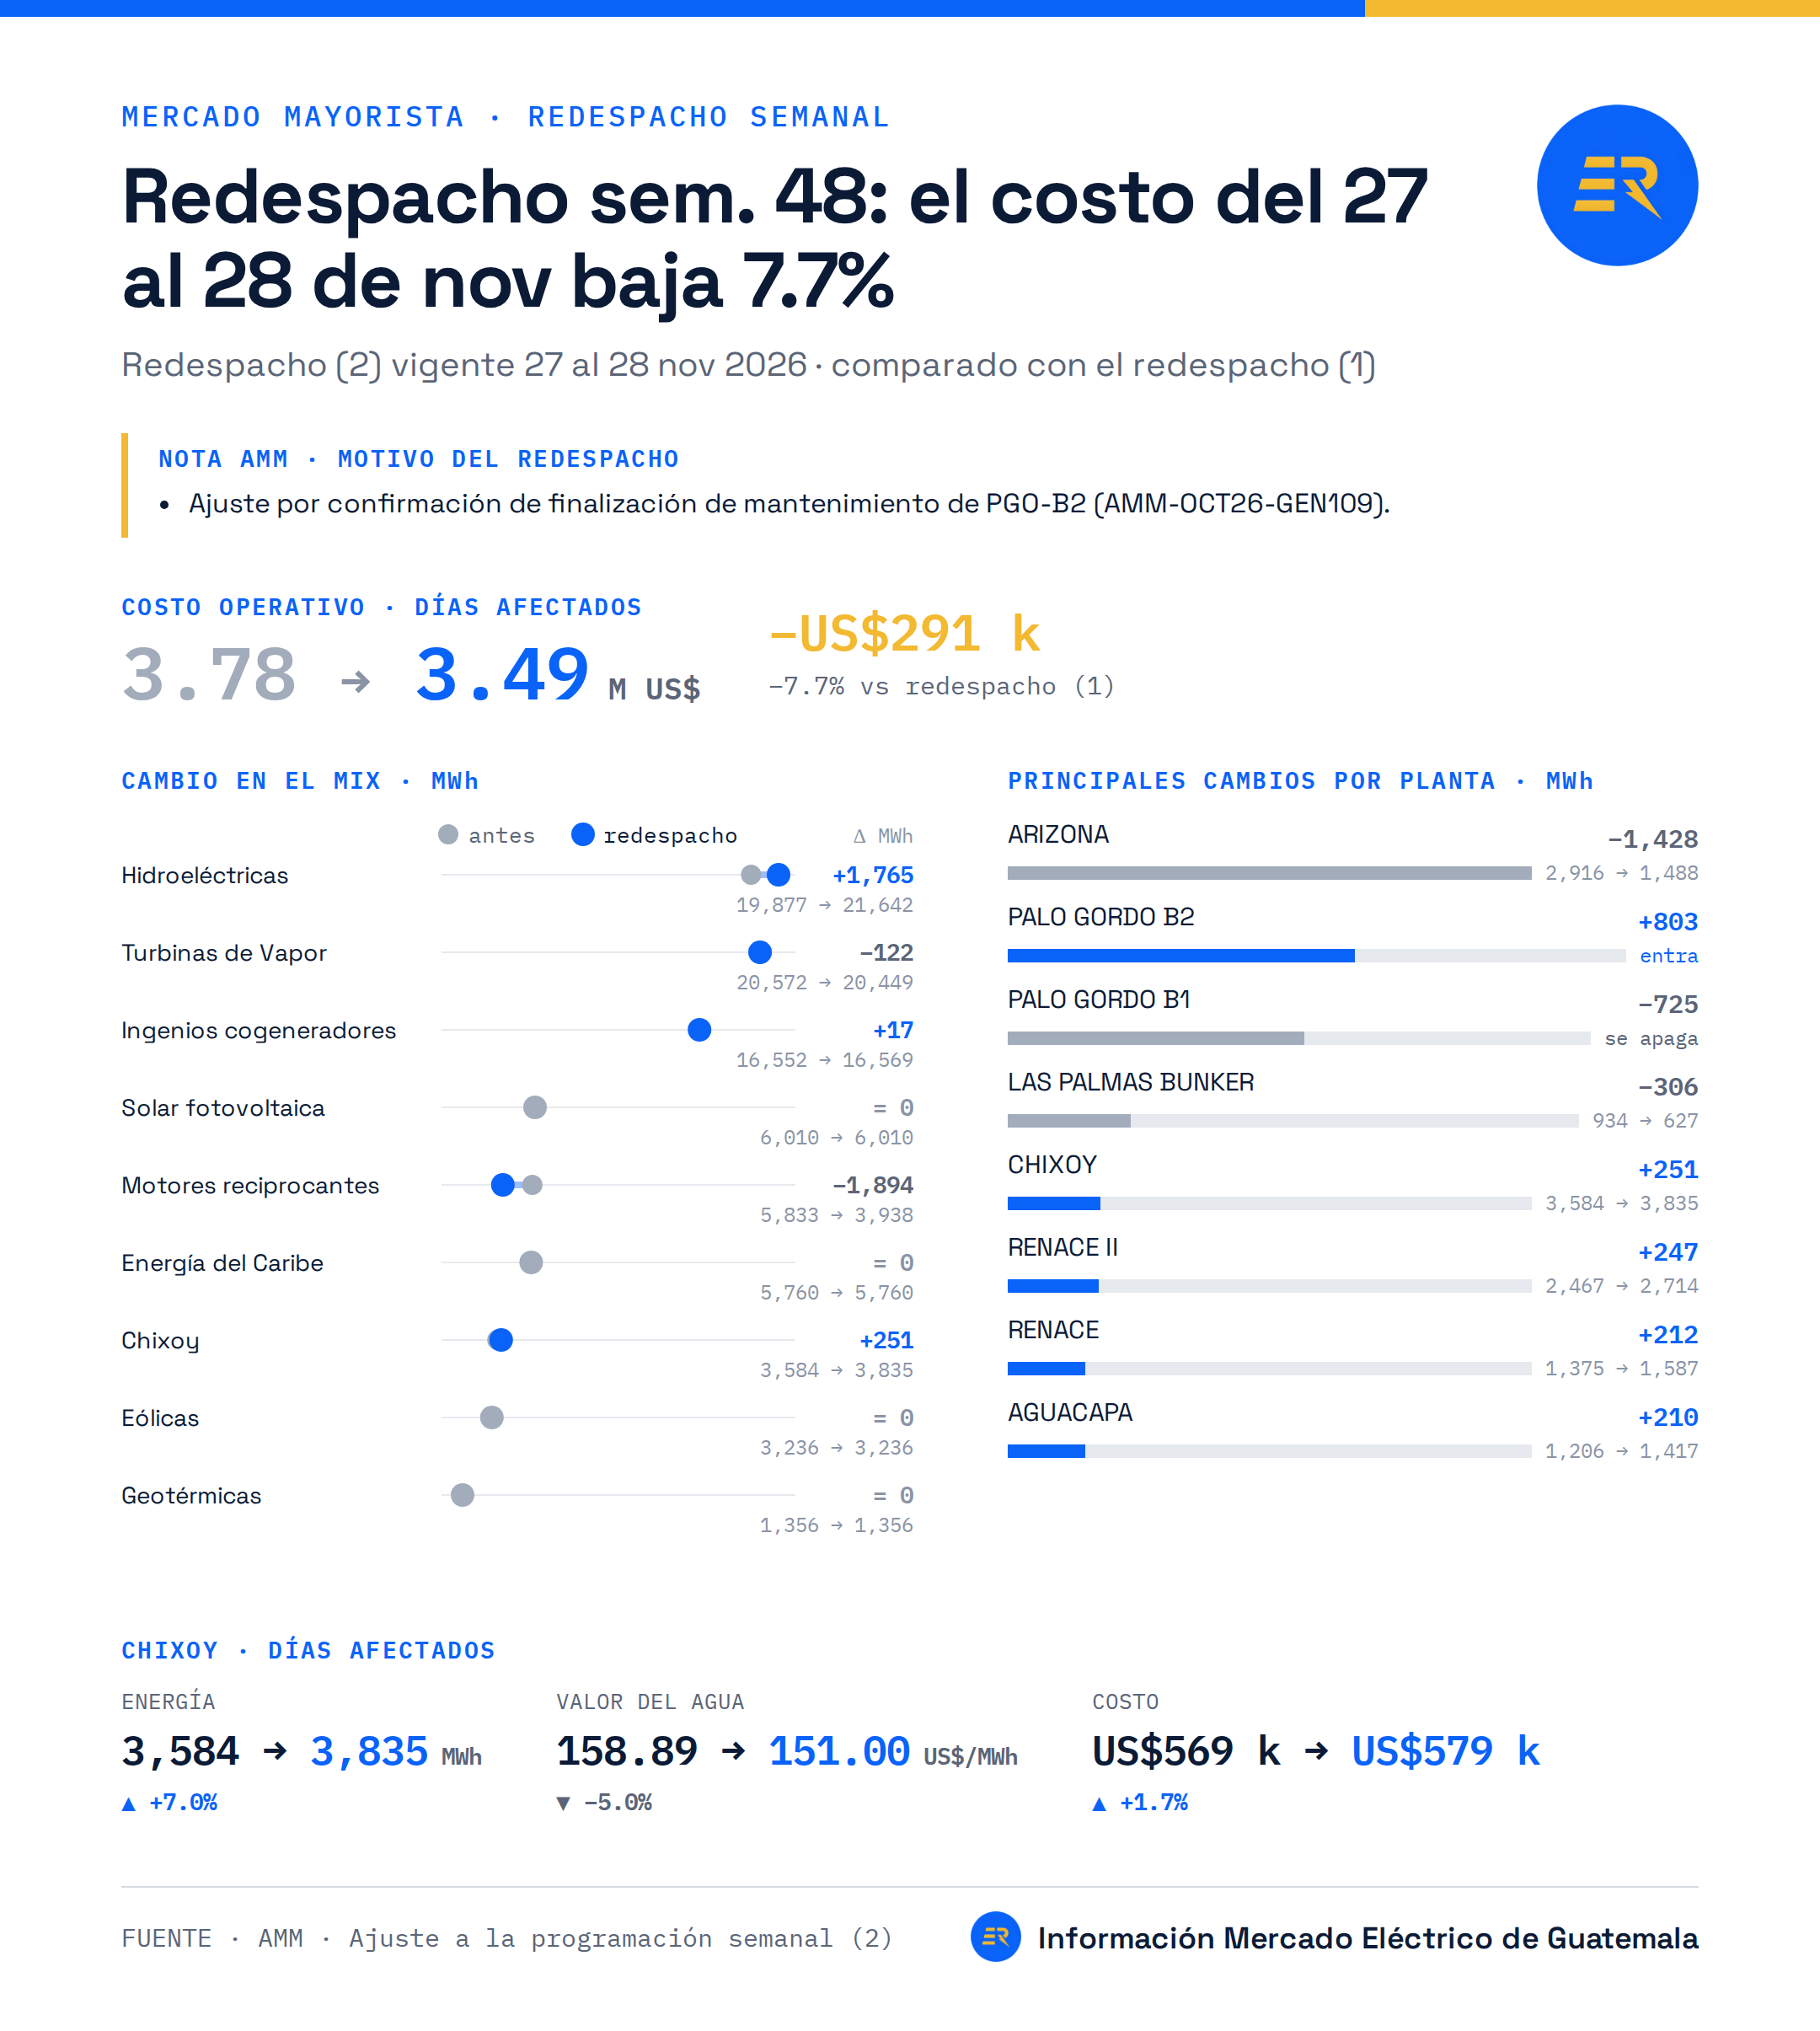 MERCADO MAYORISTA · REDESPACHO SEMANAL
Redespacho sem. 48: el costo del 27
al 28 de nov baja 7.7%
Redespacho (2) vigente 27 al 28 nov 2026 · comparado con el redespacho (1)
ER
NOTA AMM · MOTIVO DEL REDESPACHO
• Ajuste por confirmación de finalización de mantenimiento de PGO-B2 (AMM-OCT26-GEN109).
COSTO OPERATIVO · DÍAS AFECTADOS
3.78 → 3.49 M US$
−US$291 k
−7.7% vs redespacho (1)
CAMBIO EN EL MIX · MWh
antes redespacho Δ MWh
Hidroeléctricas +1,765
19,877 → 21,642
Turbinas de Vapor −122
20,572 → 20,449
Ingenios cogeneradores +17
16,552 → 16,569
Solar fotovoltaica = 0
6,010 → 6,010
Motores reciprocantes −1,894
5,833 → 3,938
Energía del Caribe = 0
5,760 → 5,760
Chixoy +251
3,584 → 3,835
Eólicas = 0
3,236 → 3,236
Geotérmicas = 0
1,356 → 1,356
PRINCIPALES CAMBIOS POR PLANTA · MWh
ARIZONA −1,428
2,916 → 1,488
PALO GORDO B2 +803
entra
PALO GORDO B1 −725
se apaga
LAS PALMAS BUNKER −306
934 → 627
CHIXOY +251
3,584 → 3,835
RENACE II +247
2,467 → 2,714
RENACE +212
1,375 → 1,587
AGUACAPA +210
1,206 → 1,417
CHIXOY · DÍAS AFECTADOS
ENERGÍA
3,584 → 3,835 MWh
▲ +7.0%
VALOR DEL AGUA
158.89 → 151.00 US$/MWh
▼ −5.0%
COSTO
US$569 k → US$579 k
▲ +1.7%
FUENTE · AMM · Ajuste a la programación semanal (2)
ER Información Mercado Eléctrico de Guatemala